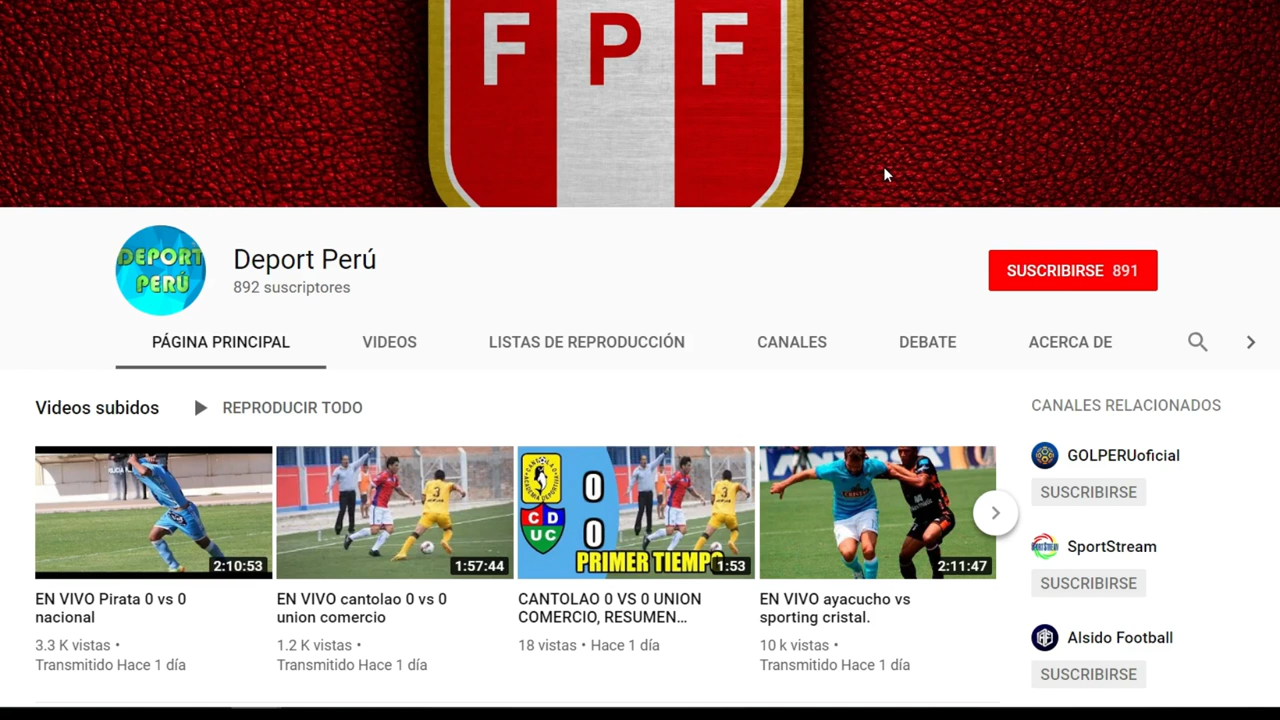 F P F
DEPORT
PERÚ
Deport Perú
892 suscriptores
SUSCRIBIRSE 891
PÁGINA PRINCIPAL
VIDEOS
LISTAS DE REPRODUCCIÓN
CANALES
DEBATE
ACERCA DE
Videos subidos
REPRODUCIR TODO
2:10:53
EN VIVO Pirata 0 vs 0
nacional
3.3 K vistas •
Transmitido Hace 1 día
3
1:57:44
EN VIVO cantolao 0 vs 0
union comercio
1.2 K vistas •
Transmitido Hace 1 día
0
0
C D
U C
3
PRIMER TIEMPO
1:53
CANTOLAO 0 VS 0 UNION
COMERCIO, RESUMEN...
18 vistas • Hace 1 día
2:11:47
EN VIVO ayacucho vs
sporting cristal.
10 k vistas •
Transmitido Hace 1 día
CANALES RELACIONADOS
GOLPERUoficial
SUSCRIBIRSE
SportStream
SUSCRIBIRSE
Alsido Football
SUSCRIBIRSE